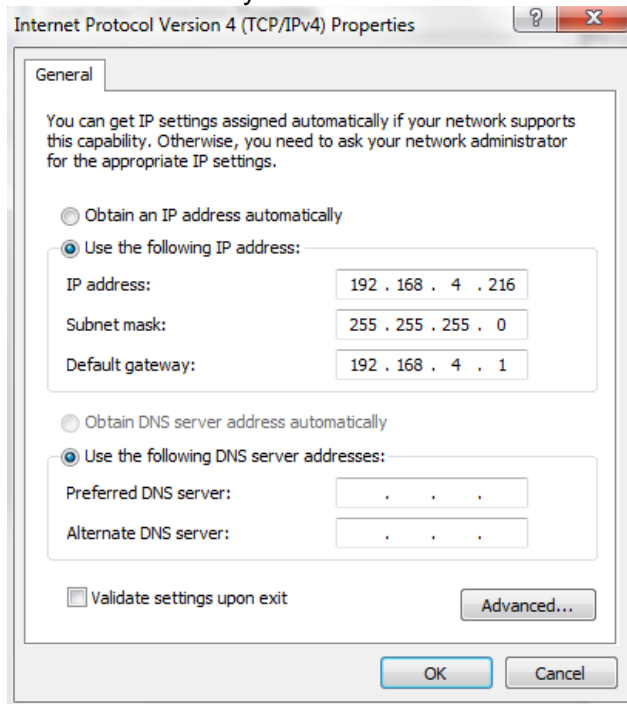 Internet Protocol Version 4 (TCP/IPv4) Properties
General
You can get IP settings assigned automatically if your network supports
this capability. Otherwise, you need to ask your network administrator
for the appropriate IP settings.
Obtain an IP address automatically
Use the following IP address:
IP address: 192 . 168 . 4 . 216
Subnet mask: 255 . 255 . 255 . 0
Default gateway: 192 . 168 . 4 . 1
Obtain DNS server address automatically
Use the following DNS server addresses:
Preferred DNS server: . . .
Alternate DNS server: . . .
Validate settings upon exit
Advanced...
OK Cancel